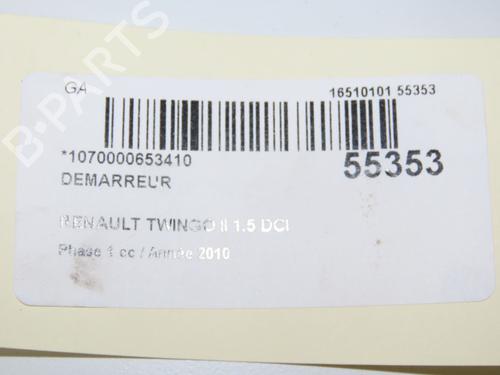 GA
16510101 55353
*1070000653410
55353
DEMARREUR
RENAULT TWINGO II 1.5 DCI
Phase 1 cc / Année 2010
B-PARTS